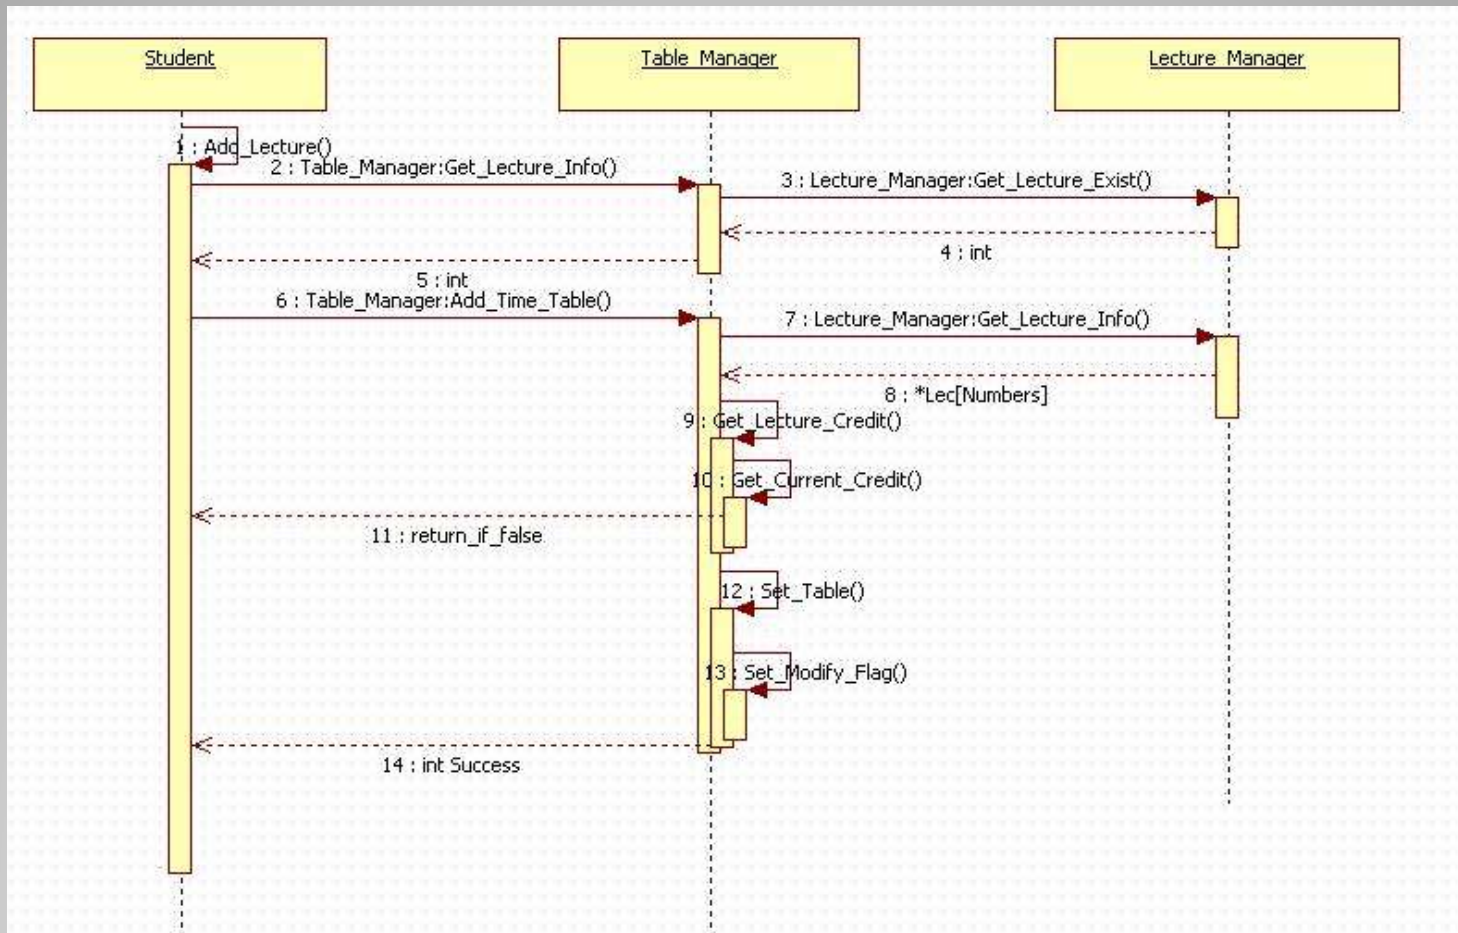 Student
Table_Manager
Lecture_Manager
1 : Add_Lecture()
2 : Table_Manager:Get_Lecture_Info()
3 : Lecture_Manager:Get_Lecture_Exist()
4 : int
5 : int
6 : Table_Manager:Add_Time_Table()
7 : Lecture_Manager:Get_Lecture_Info()
8 : *Lec[Numbers]
9 : Get_Lecture_Credit()
10 : Get_Current_Credit()
11 : return_if_false
12 : Set_Table()
13 : Set_Modify_Flag()
14 : int Success